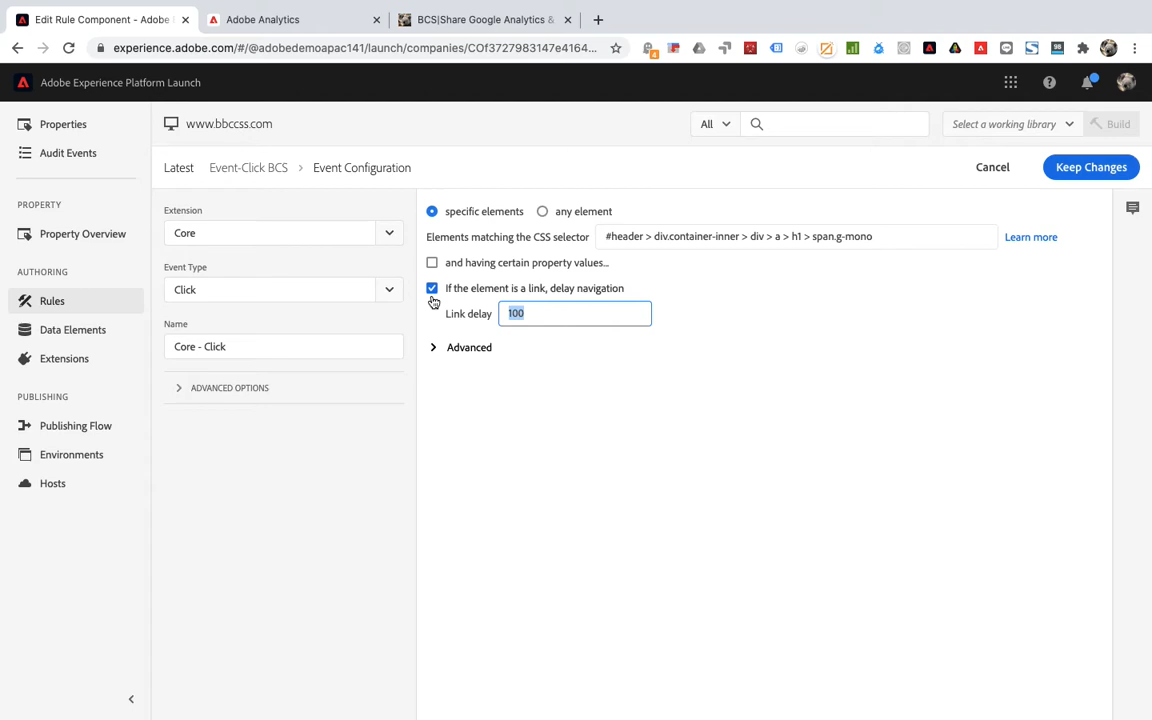 Edit Rule Component - Adobe E
Adobe Analytics
BCS|Share Google Analytics &
experience.adobe.com/#/@adobedemoapac141/launch/companies/COf3727983147e4164...
4
98
Adobe Experience Platform Launch
Properties
Audit Events
PROPERTY
Property Overview
AUTHORING
Rules
Data Elements
Extensions
PUBLISHING
Publishing Flow
Environments
Hosts
www.bbccss.com
All
Select a working library
Build
Latest Event-Click BCS > Event Configuration
Cancel
Keep Changes
Extension
Core
Event Type
Click
Name
Core - Click
ADVANCED OPTIONS
specific elements any element
Elements matching the CSS selector #header > div.container-inner > div > a > h1 > span.g-mono Learn more
and having certain property values...
If the element is a link, delay navigation
Link delay 100
Advanced